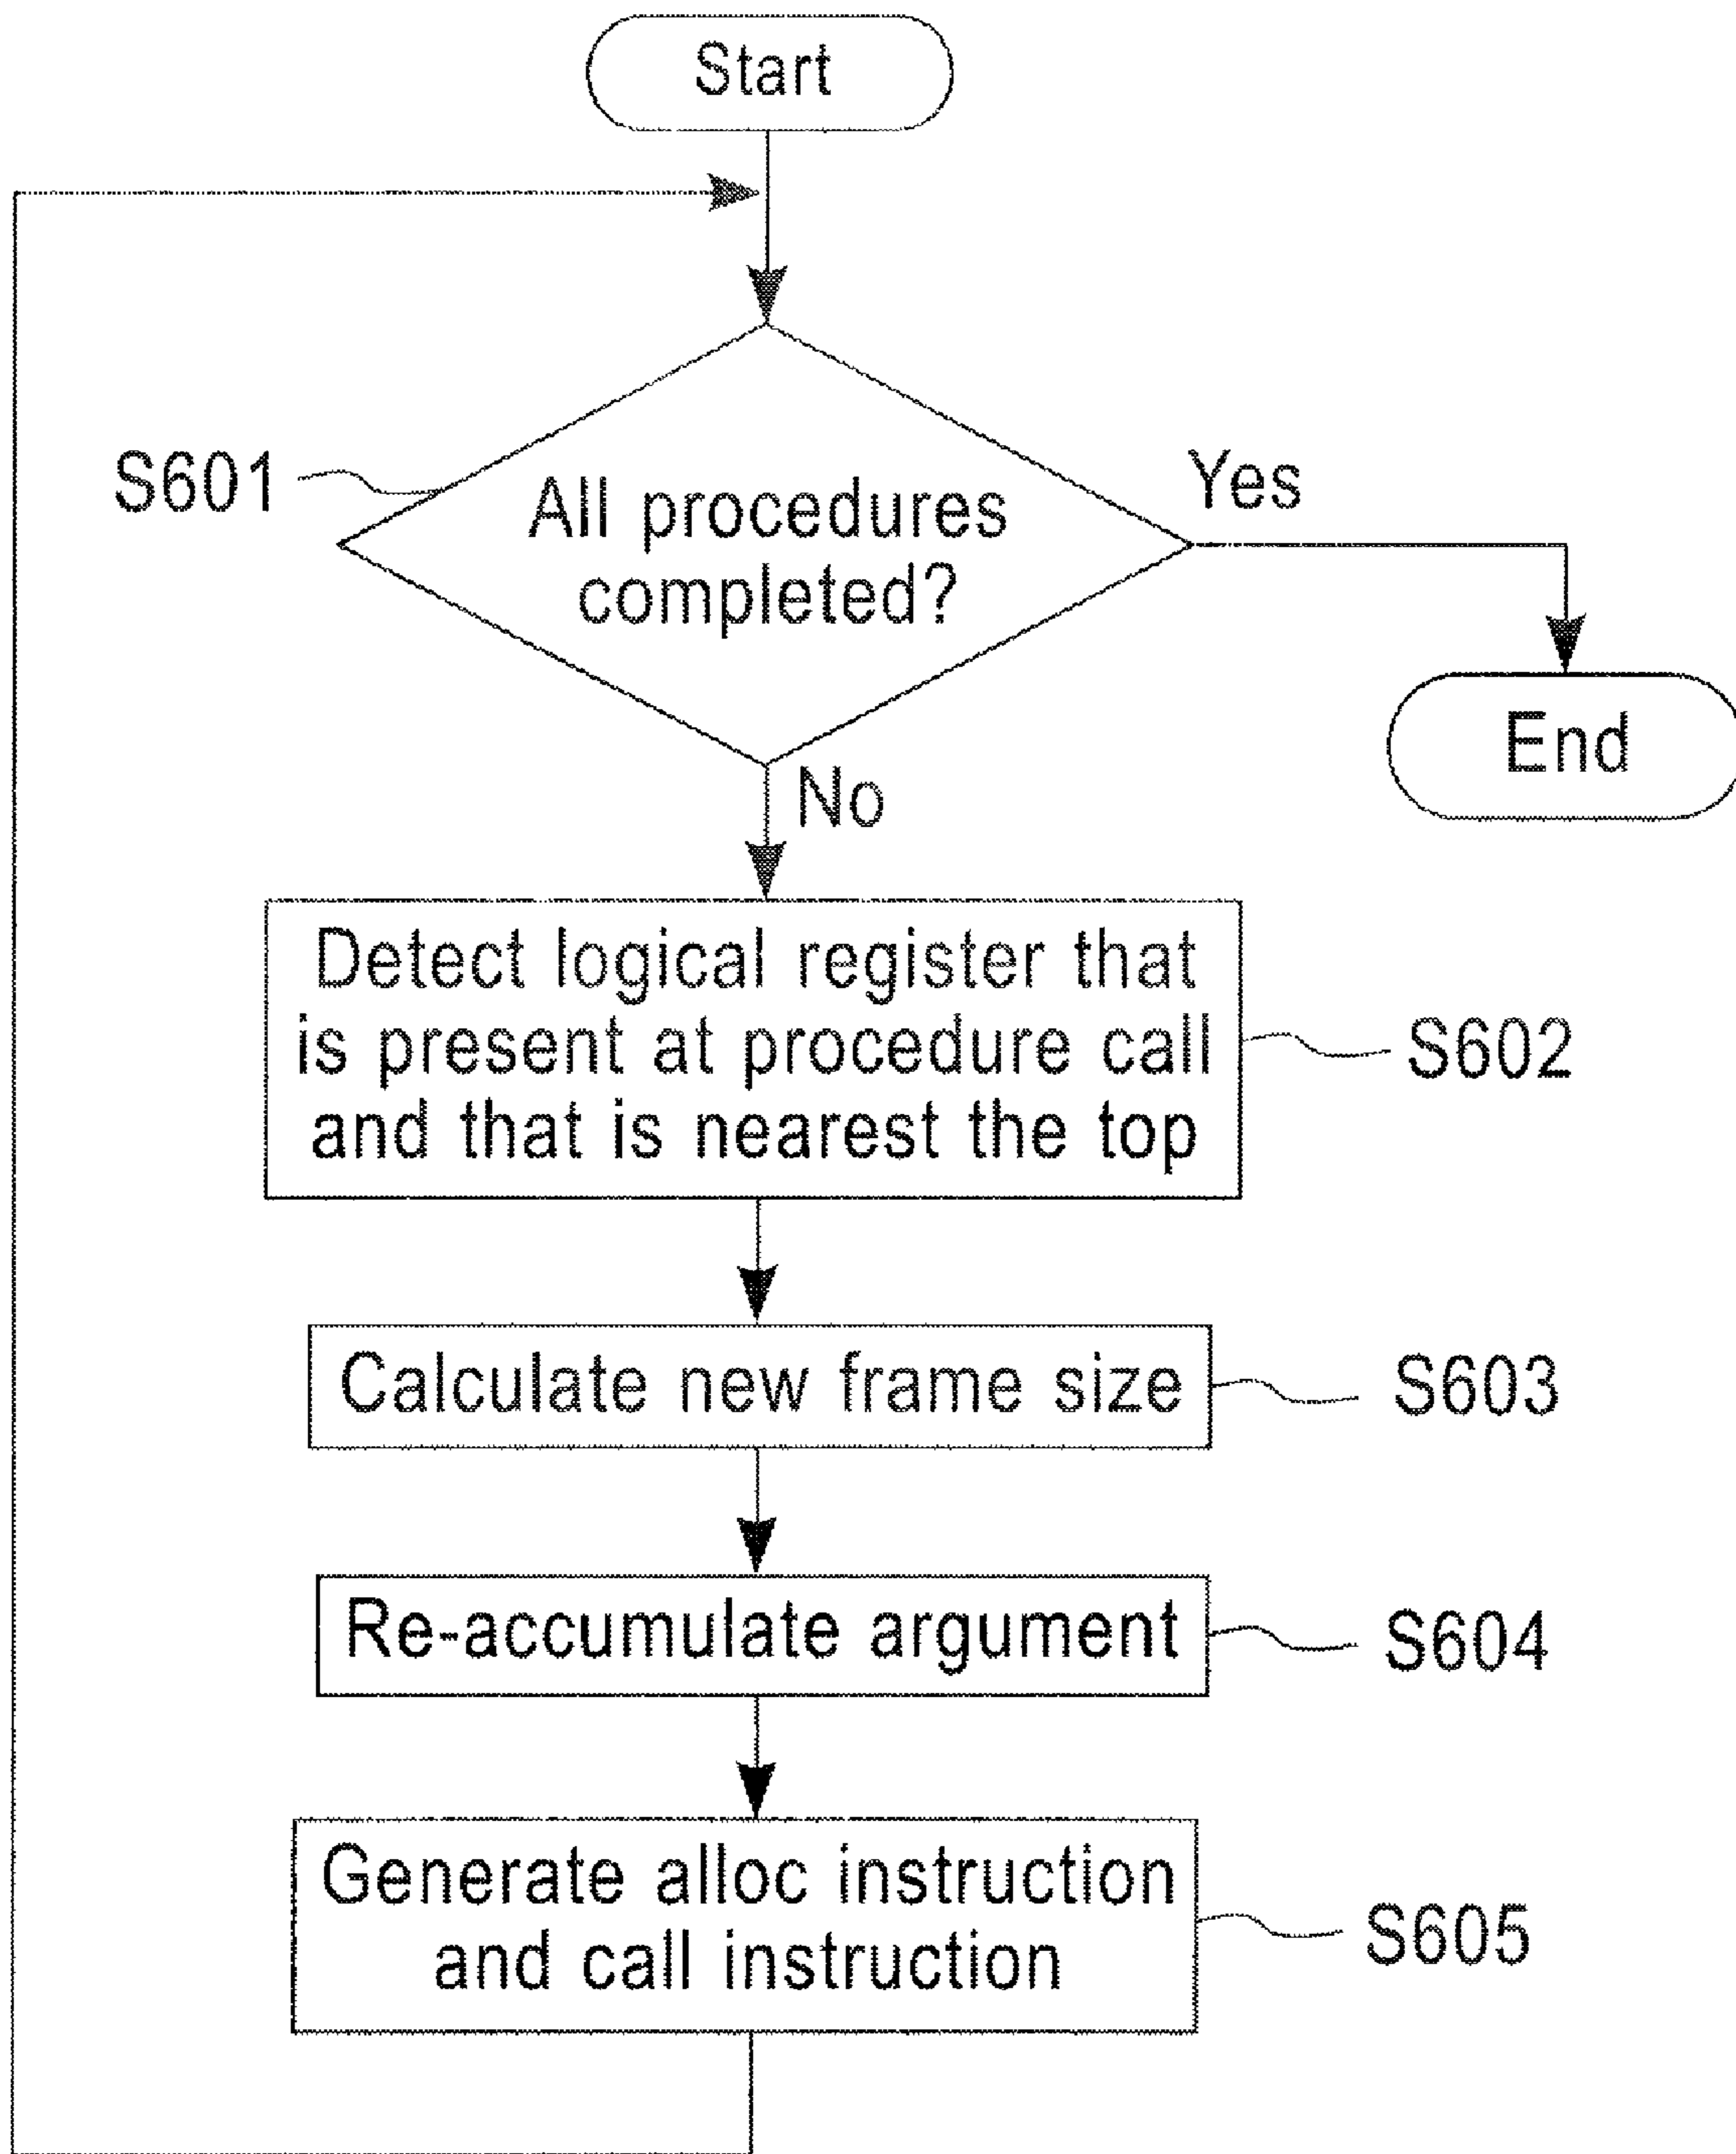 Start
S601
All procedures
completed?
Yes
End
No
Detect logical register that
is present at procedure call
and that is nearest the top
S602
Calculate new frame size
S603
Re-accumulate argument
S604
Generate alloc instruction
and call instruction
S605